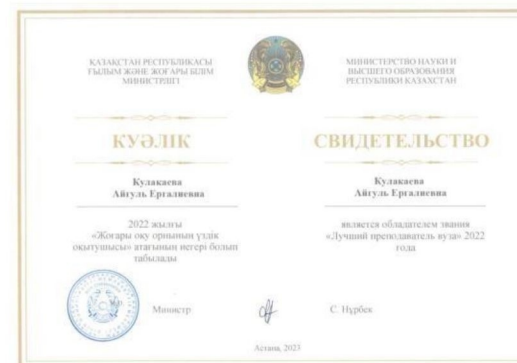 ҚАЗАҚСТАН РЕСПУБЛИКАСЫ
ҒЫЛЫМ ЖӘНЕ ЖОҒАРЫ БІЛІМ
МИНИСТРЛІГІ
КУӘЛІК
Кулакаева
Айгуль Ергалиевна
2022 жылғы
«Жоғары оқу орнының үздік
оқытушысы» атағының иегері болып
табылады
МИНИСТЕРСТВО НАУКИ И
ВЫСШЕГО ОБРАЗОВАНИЯ
РЕСПУБЛИКИ КАЗАХСТАН
СВИДЕТЕЛЬСТВО
Кулакаева
Айгуль Ергалиевна
является обладателем звания
«Лучший преподаватель вуза» 2022
года
Министр
С. Нұрбек
Астана, 2023